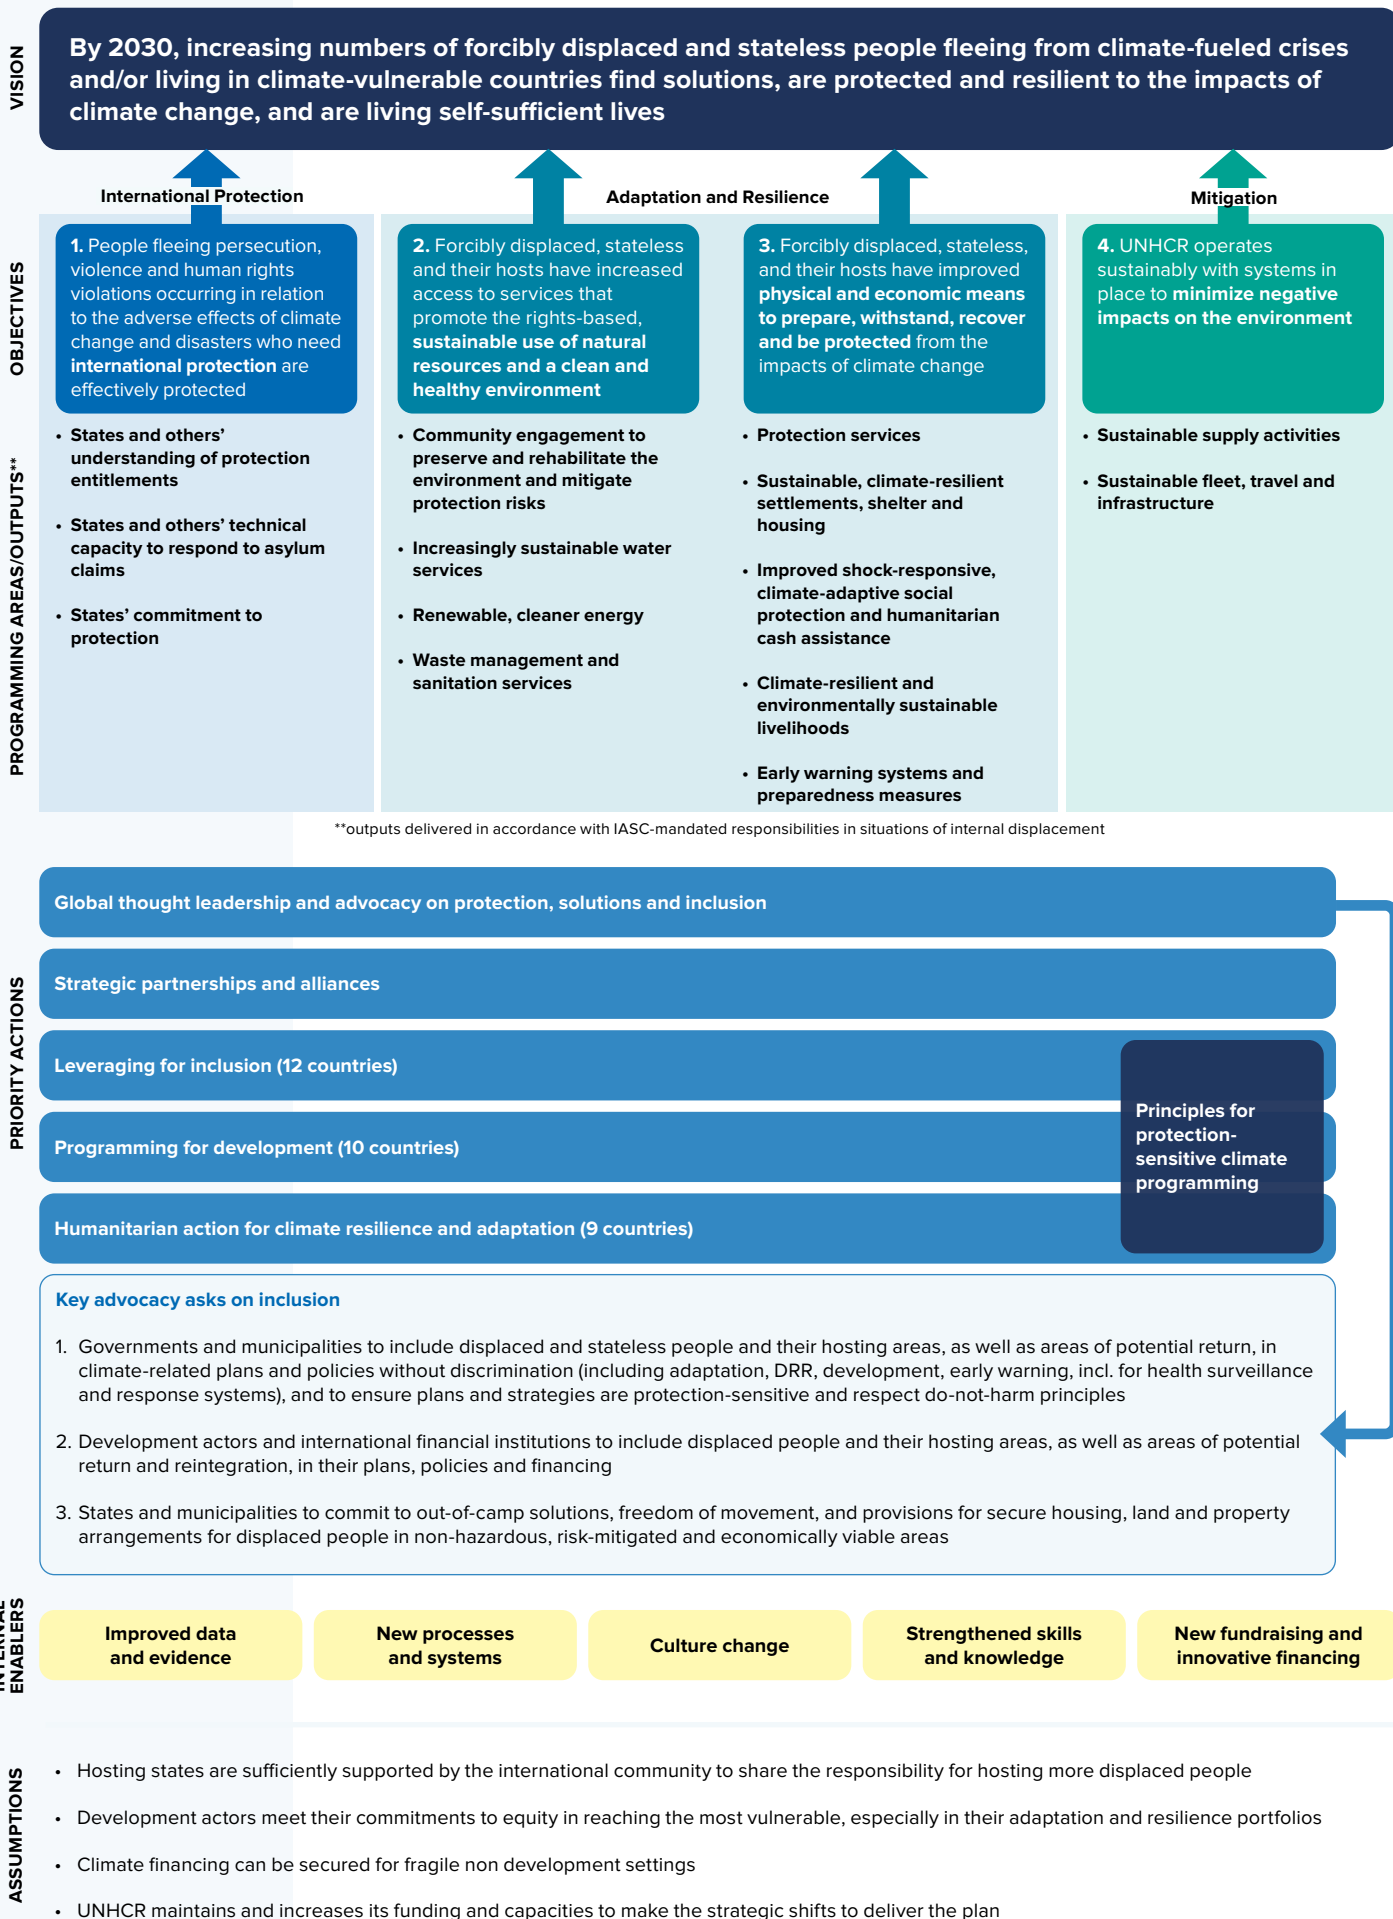 VISION
By 2030, increasing numbers of forcibly displaced and stateless people fleeing from climate-fueled crises
and/or living in climate-vulnerable countries find solutions, are protected and resilient to the impacts of
climate change, and are living self-sufficient lives
International Protection
Adaptation and Resilience
Mitigation
OBJECTIVES
1. People fleeing persecution,
violence and human rights
violations occurring in relation
to the adverse effects of climate
change and disasters who need
international protection are
effectively protected
2. Forcibly displaced, stateless
and their hosts have increased
access to services that
promote the rights-based,
sustainable use of natural
resources and a clean and
healthy environment
3. Forcibly displaced, stateless,
and their hosts have improved
physical and economic means
to prepare, withstand, recover
and be protected from the
impacts of climate change
4. UNHCR operates
sustainably with systems in
place to minimize negative
impacts on the environment
PROGRAMMING AREAS/OUTPUTS**
• States and others’
understanding of protection
entitlements
• States and others’ technical
capacity to respond to asylum
claims
• States’ commitment to
protection
• Community engagement to
preserve and rehabilitate the
environment and mitigate
protection risks
• Increasingly sustainable water
services
• Renewable, cleaner energy
• Waste management and
sanitation services
• Protection services
• Sustainable, climate-resilient
settlements, shelter and
housing
• Improved shock-responsive,
climate-adaptive social
protection and humanitarian
cash assistance
• Climate-resilient and
environmentally sustainable
livelihoods
• Early warning systems and
preparedness measures
• Sustainable supply activities
• Sustainable fleet, travel and
infrastructure
**outputs delivered in accordance with IASC-mandated responsibilities in situations of internal displacement
PRIORITY ACTIONS
Global thought leadership and advocacy on protection, solutions and inclusion
Strategic partnerships and alliances
Leveraging for inclusion (12 countries)
Programming for development (10 countries)
Humanitarian action for climate resilience and adaptation (9 countries)
Principles for
protection-
sensitive climate
programming
Key advocacy asks on inclusion
1. Governments and municipalities to include displaced and stateless people and their hosting areas, as well as areas of potential return, in
climate-related plans and policies without discrimination (including adaptation, DRR, development, early warning, incl. for health surveillance
and response systems), and to ensure plans and strategies are protection-sensitive and respect do-not-harm principles
2. Development actors and international financial institutions to include displaced people and their hosting areas, as well as areas of potential
return and reintegration, in their plans, policies and financing
3. States and municipalities to commit to out-of-camp solutions, freedom of movement, and provisions for secure housing, land and property
arrangements for displaced people in non-hazardous, risk-mitigated and economically viable areas
INTERNAL
ENABLERS
Improved data
and evidence
New processes
and systems
Culture change
Strengthened skills
and knowledge
New fundraising and
innovative financing
ASSUMPTIONS
• Hosting states are sufficiently supported by the international community to share the responsibility for hosting more displaced people
• Development actors meet their commitments to equity in reaching the most vulnerable, especially in their adaptation and resilience portfolios
• Climate financing can be secured for fragile non development settings
• UNHCR maintains and increases its funding and capacities to make the strategic shifts to deliver the plan